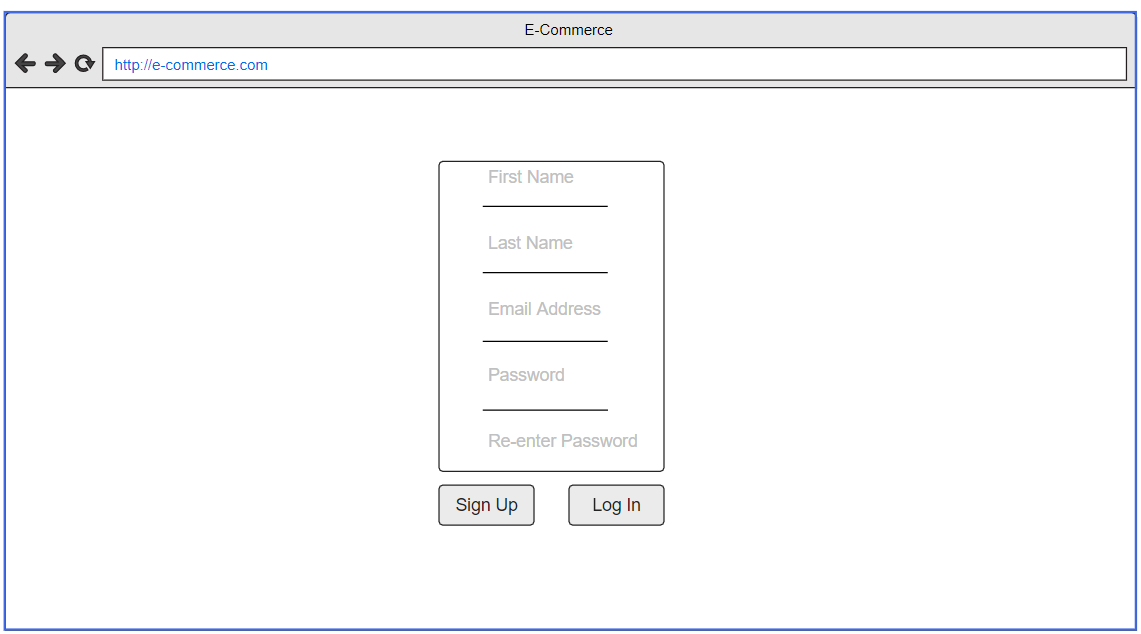 E-Commerce
http://e-commerce.com
First Name
Last Name
Email Address
Password
Re-enter Password
Sign Up
Log In